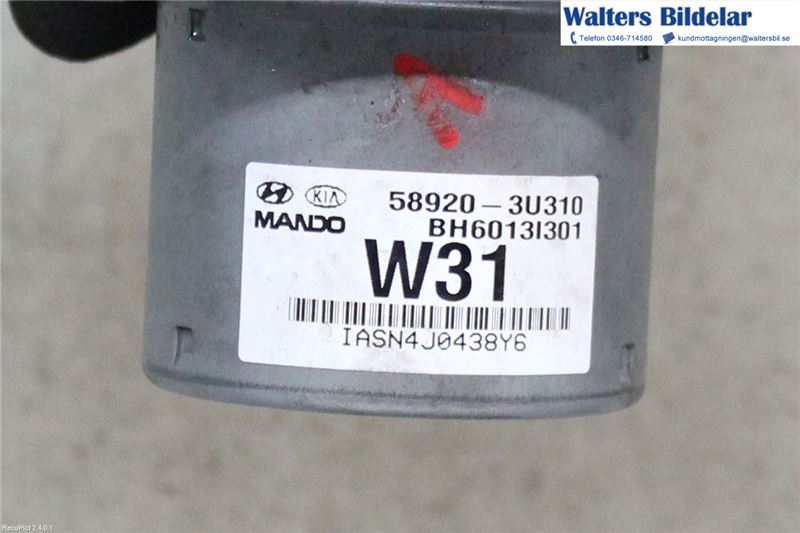 Walters Bildelar
Telefon 0346-714580 kundmottagningen@waltersbil.se
KIA 58920-3U310
MANDO BH6013I301
W31
IASN4J0438Y6
RecoPict 2.4.0.1